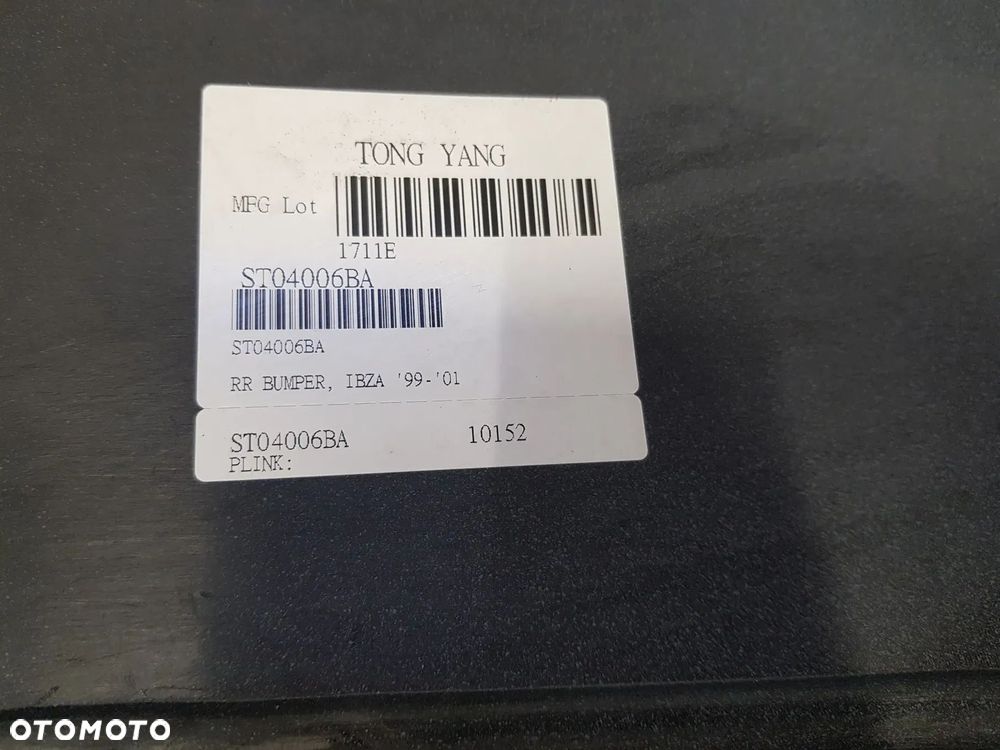 TONG YANG
MFG Lot
1711E
ST04006BA
ST04006BA
RR BUMPER, IBZA '99-'01
ST04006BA 10152
PLINK:
OTOMOTO